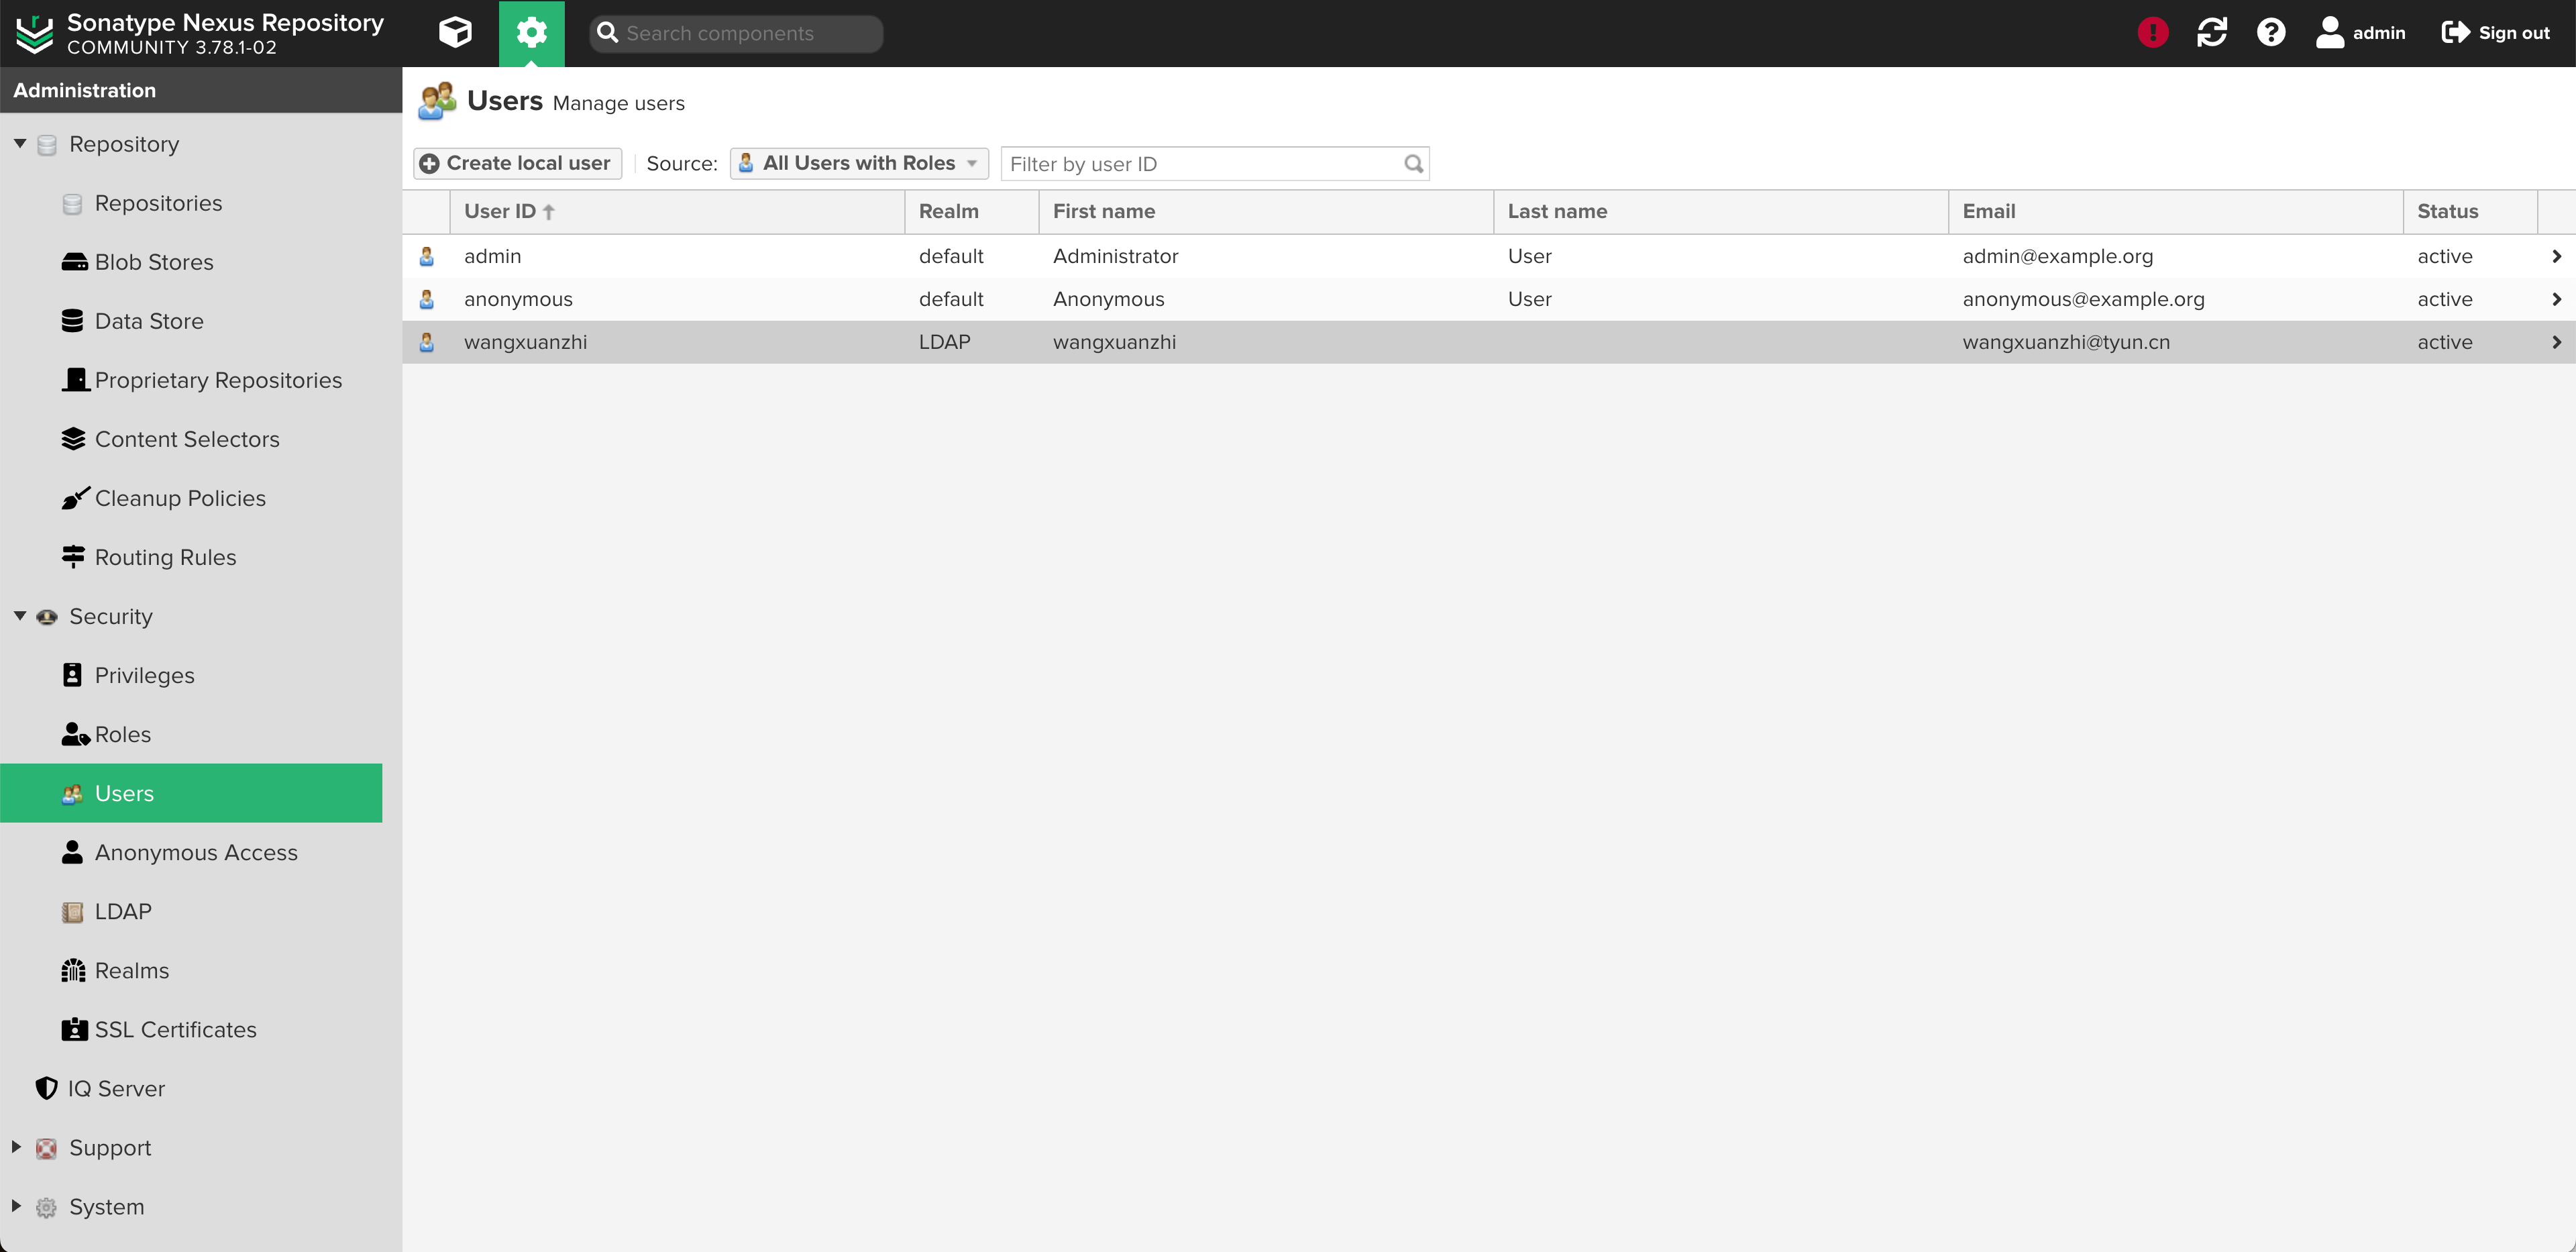 Sonatype Nexus Repository
COMMUNITY 3.78.1-02
Search components
admin
Sign out
Administration
Repository
Repositories
Blob Stores
Data Store
Proprietary Repositories
Content Selectors
Cleanup Policies
Routing Rules
Security
Privileges
Roles
Users
Anonymous Access
LDAP
Realms
SSL Certificates
IQ Server
Support
System
Users Manage users
Create local user Source: All Users with Roles Filter by user ID
User ID Realm First name Last name Email Status
admin default Administrator User admin@example.org active
anonymous default Anonymous User anonymous@example.org active
wangxuanzhi LDAP wangxuanzhi wangxuanzhi@tyun.cn active